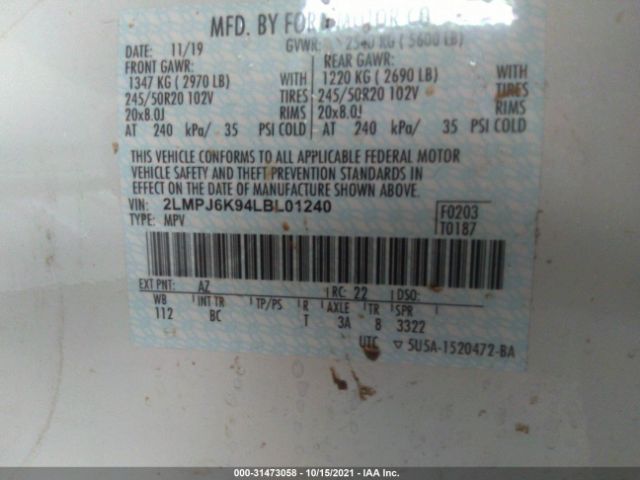 MFD. BY FORD MOTOR CO.
DATE: 11/19 GVWR: 2540 KG ( 5600 LB)
FRONT GAWR: REAR GAWR:
1347 KG ( 2970 LB) WITH 1220 KG ( 2690 LB) WITH
245/50R20 102V TIRES 245/50R20 102V TIRES
20x8.0J RIMS 20x8.0J RIMS
AT 240 kPa/ 35 PSI COLD AT 240 kPa/ 35 PSI COLD
THIS VEHICLE CONFORMS TO ALL APPLICABLE FEDERAL MOTOR
VEHICLE SAFETY AND THEFT PREVENTION STANDARDS IN
EFFECT ON THE DATE OF MANUFACTURE SHOWN ABOVE.
VIN: 2LMPJ6K94LBL01240 F0203
TYPE: MPV T0187
EXT PNT: AZ RC: 22 DSO:
WB INT TR TP/PS R AXLE TR SPR
112 BC T 3A 8 3322
UTC ▽ 5U5A-1520472-BA
000-31473058 - 10/15/2021 - IAA Inc.